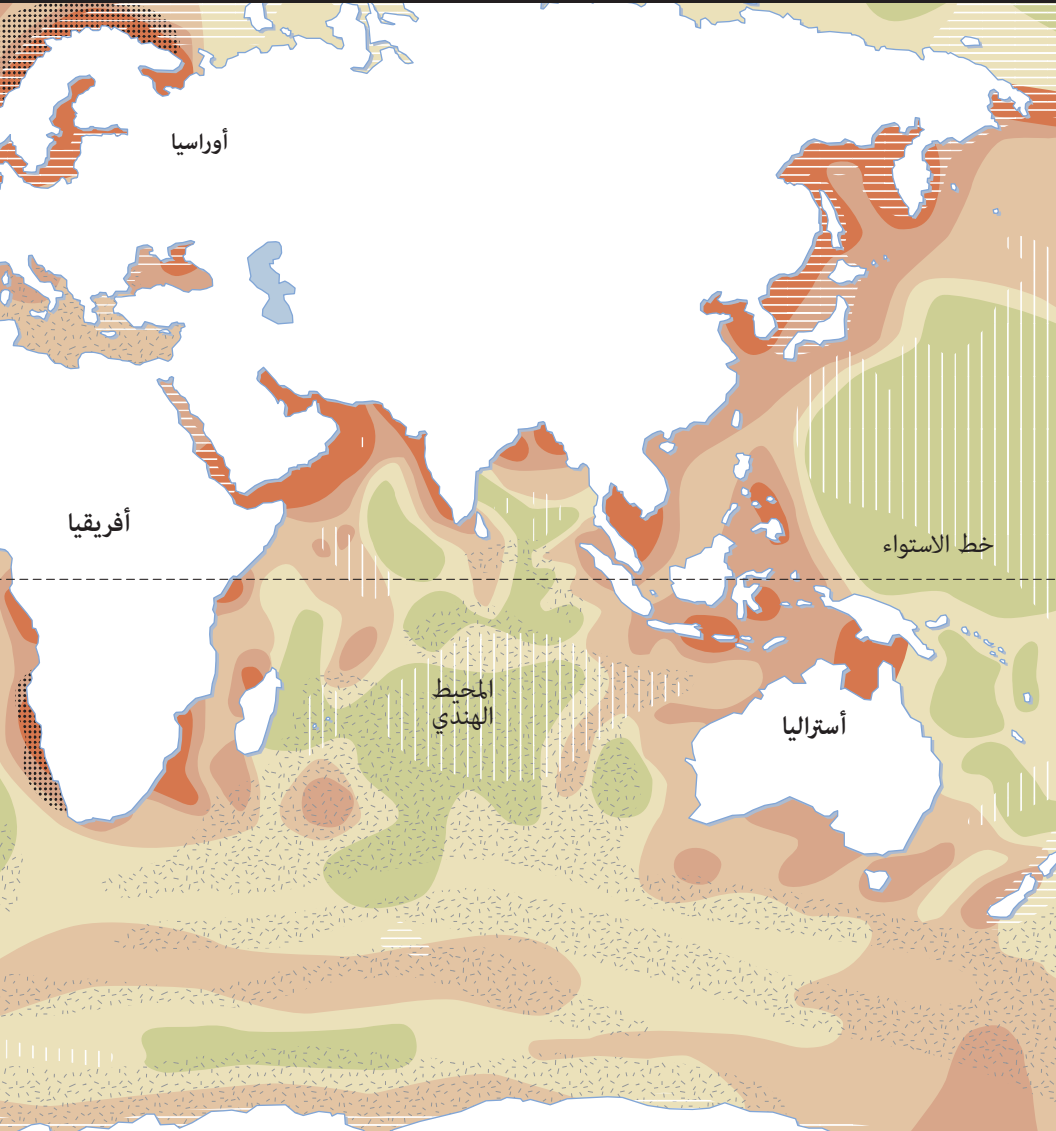 أوراسيا
أفريقيا
خط الاستواء
المحيط
الهندي
أستراليا